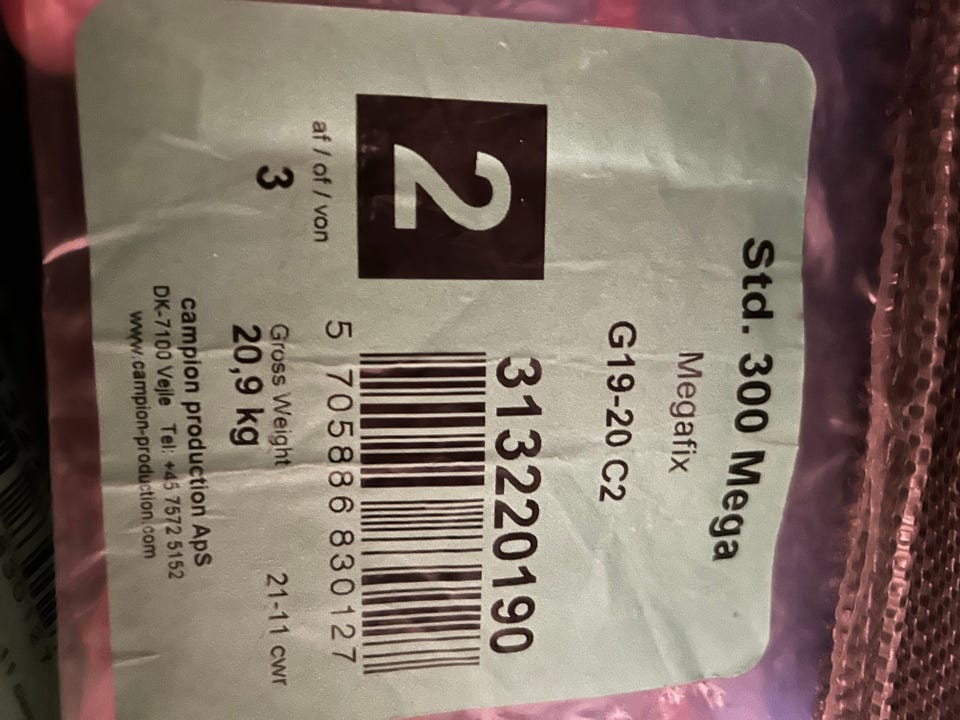 Std. 300 Mega
Megafix
G19-20 C2
2
af / of / von
3
313220190
5 705886 830127
Gross Weight
20,9 kg
21-11 cwr
campion production ApS
DK-7100 Vejle Tel: +45 7572 5152
www.campion-production.com